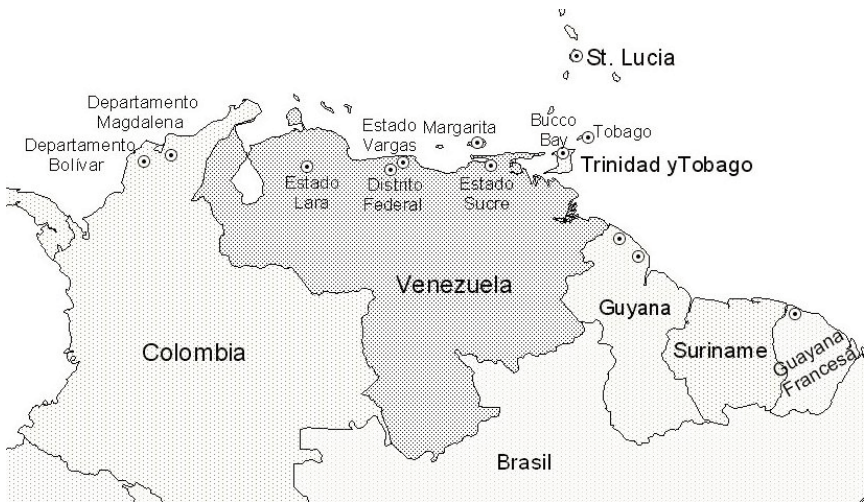 St. Lucia
Departamento
Magdalena
Departamento
Bolívar
Estado
Vargas
Margarita
Bucco
Bay
Tobago
Trinidad yTobago
Estado
Lara
Distrito
Federal
Estado
Sucre
Venezuela
Guyana
Colombia
Suriname
Guayana
Francesa
Brasil